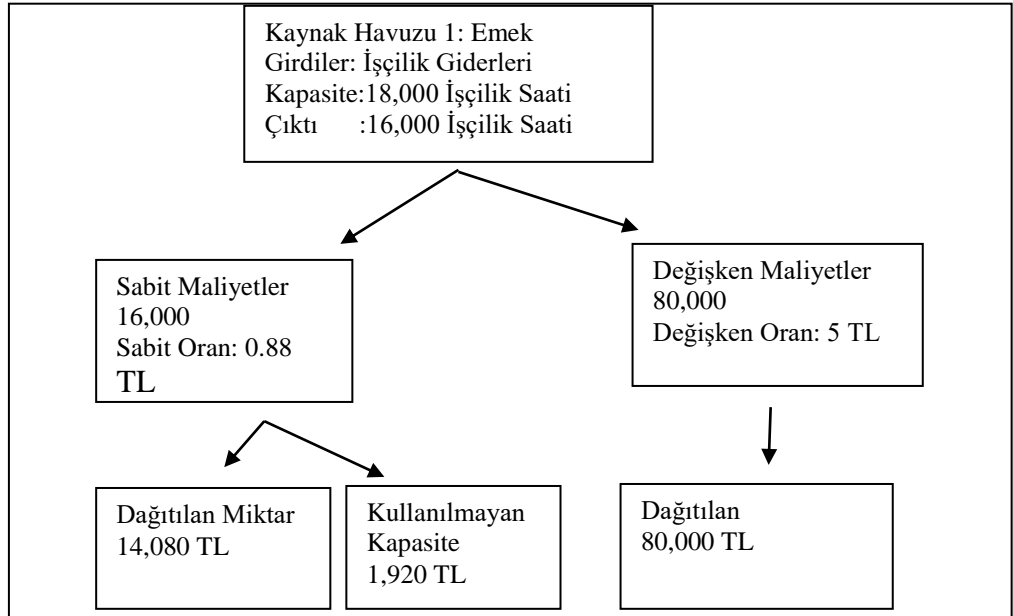 Kaynak Havuzu 1: Emek
Girdiler: İşçilik Giderleri
Kapasite:18,000 İşçilik Saati
Çıktı :16,000 İşçilik Saati
Sabit Maliyetler
16,000
Sabit Oran: 0.88
TL
Değişken Maliyetler
80,000
Değişken Oran: 5 TL
Dağıtılan Miktar
14,080 TL
Kullanılmayan
Kapasite
1,920 TL
Dağıtılan
80,000 TL